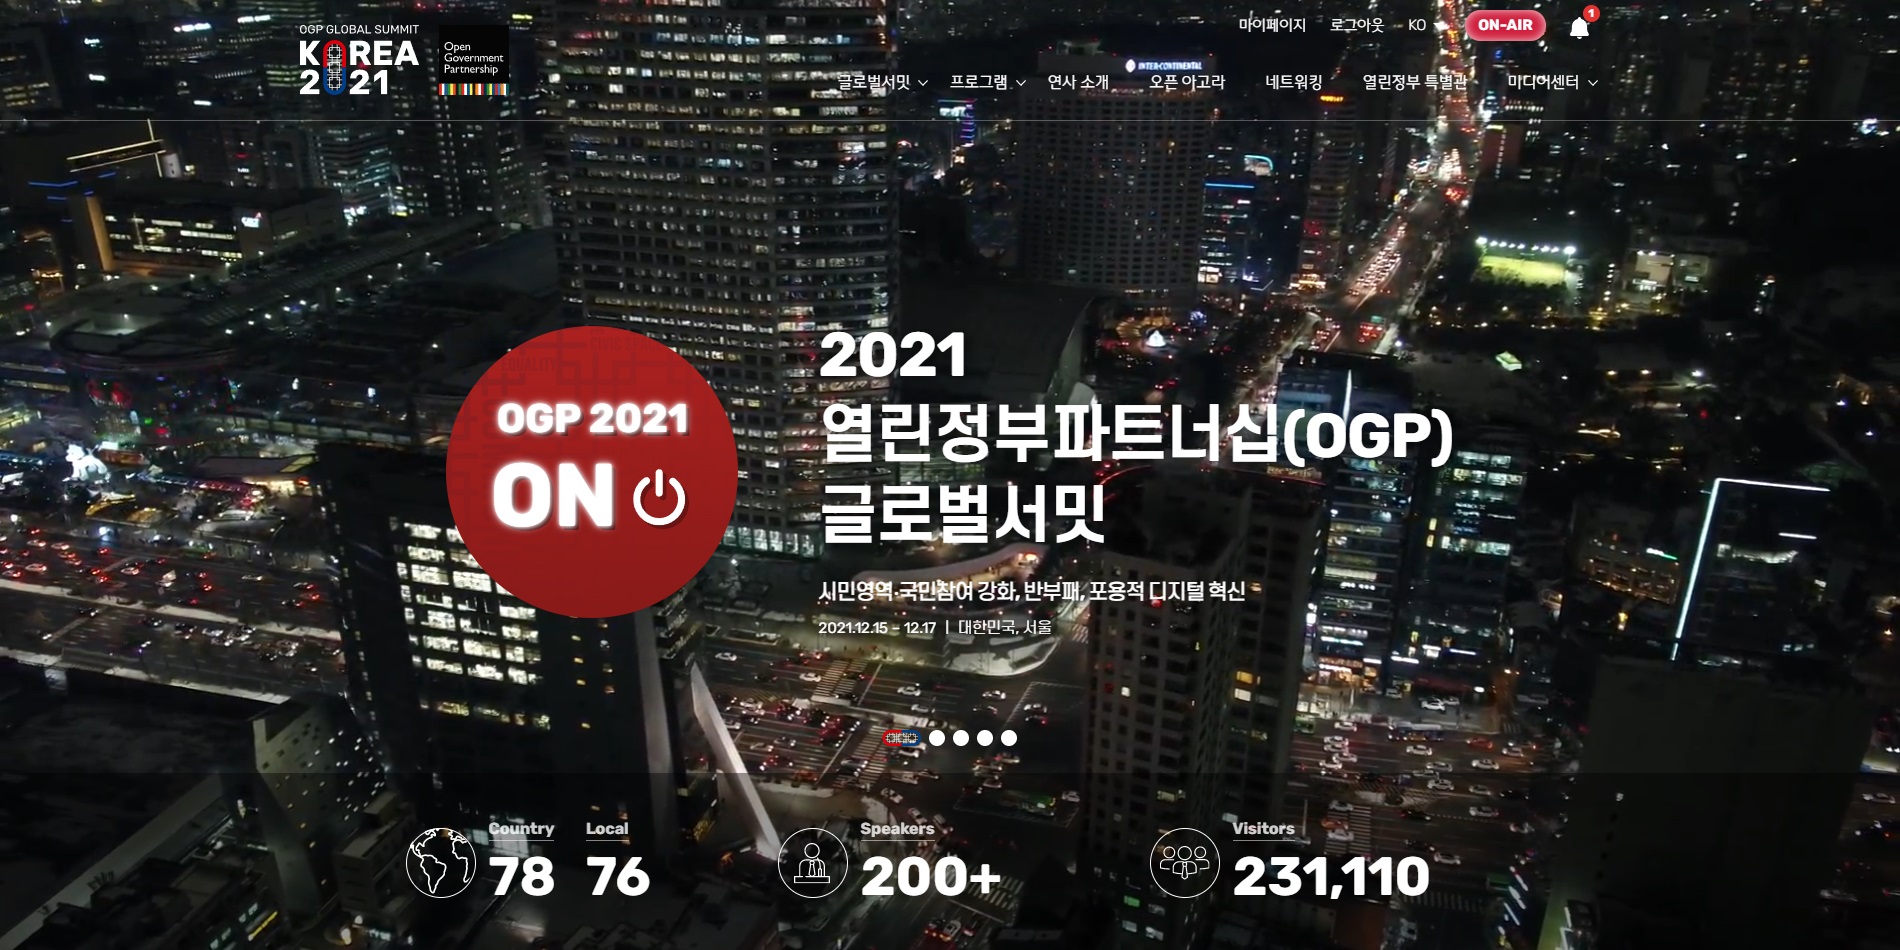 OGP GLOBAL SUMMIT
KOREA
2021
Open
Government
Partnership
마이페이지 로그아웃 KO ON-AIR 1
글로벌서밋 프로그램 연사 소개 오픈 아고라 네트워킹 열린정부 특별관 미디어센터
INTER-CONTINENTAL
CIVIC
EQUALITY
OGP 2021
ON
2021
열린정부파트너십(OGP)
글로벌서밋
시민영역·국민참여 강화, 반부패, 포용적 디지털 혁신
2021.12.15 - 12.17 | 대한민국, 서울
Country Local Speakers Visitors
78 76 200+ 231,110